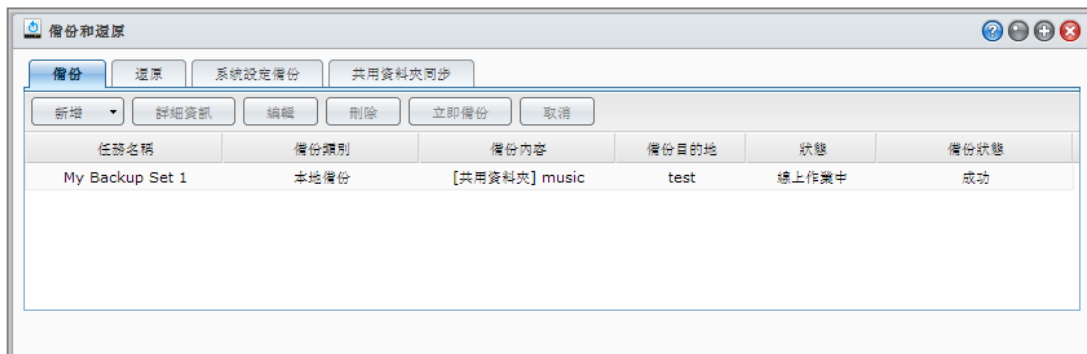 備份和還原
備份 還原 系統設定備份 共用資料夾同步
新增 詳細資訊 編輯 刪除 立即備份 取消
任務名稱 備份類別 備份內容 備份目的地 狀態 備份狀態
My Backup Set 1 本地備份 [共用資料夾] music test 線上作業中 成功